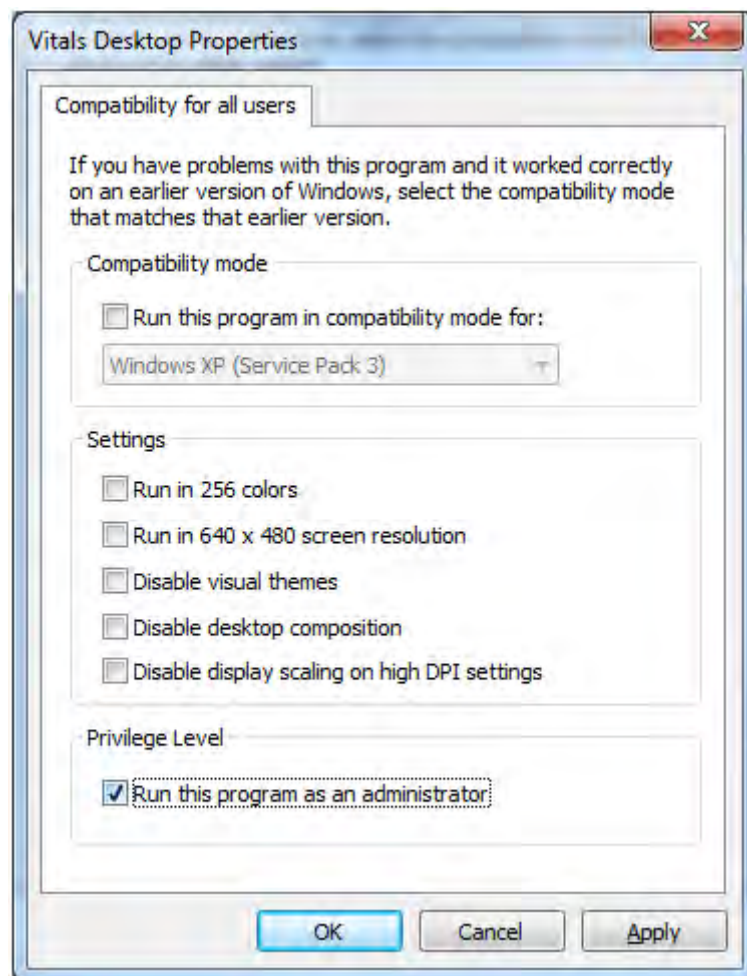 Vitals Desktop Properties
Compatibility for all users
If you have problems with this program and it worked correctly
on an earlier version of Windows, select the compatibility mode
that matches that earlier version.
Compatibility mode
Run this program in compatibility mode for:
Windows XP (Service Pack 3)
Settings
Run in 256 colors
Run in 640 x 480 screen resolution
Disable visual themes
Disable desktop composition
Disable display scaling on high DPI settings
Privilege Level
Run this program as an administrator
OK Cancel Apply